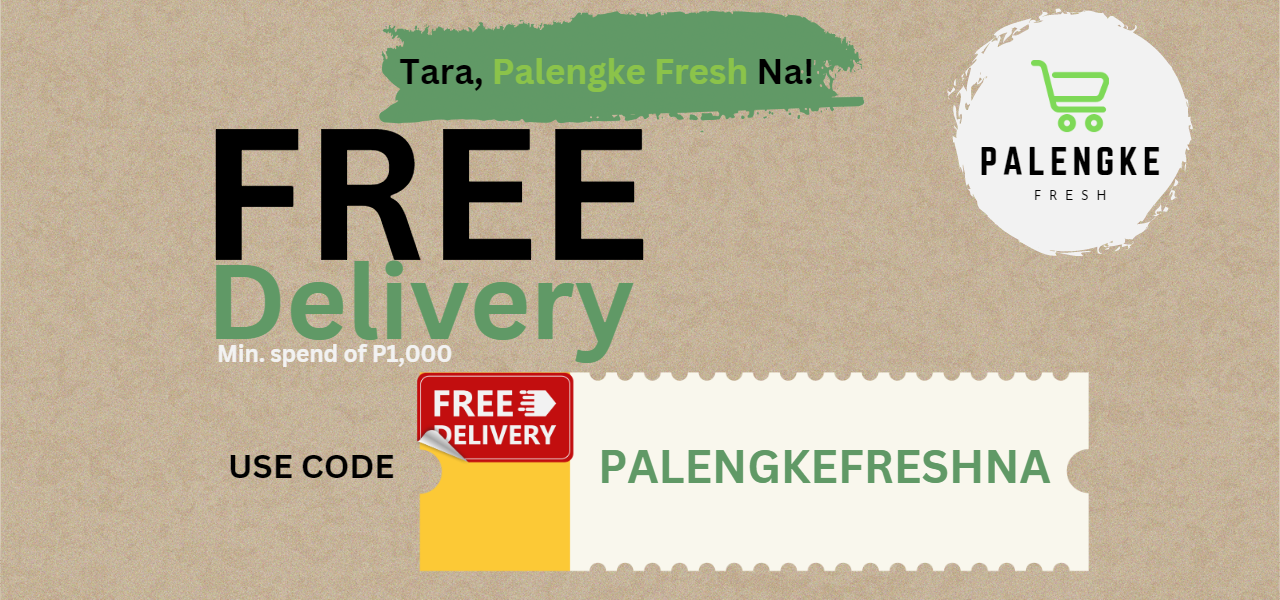 Tara, Palengke Fresh Na!
PALENGKE
FRESH
FREE
Delivery
Min. spend of P1,000
FREE
DELIVERY
USE CODE
PALENGKEFRESHNA